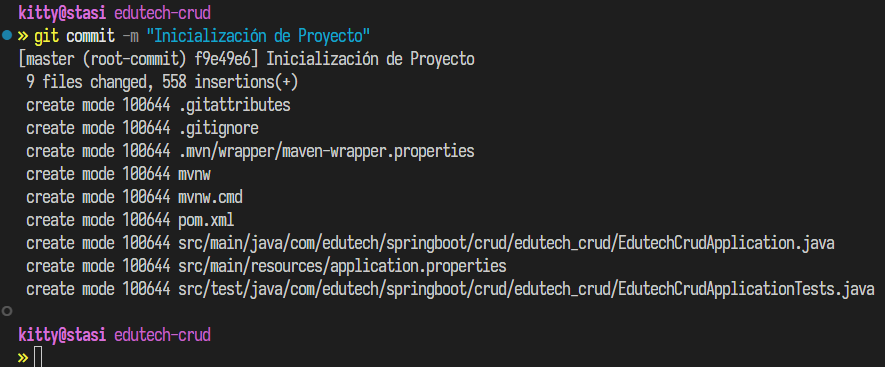 kitty@stasi edutech-crud
» git commit -m "Inicialización de Proyecto"
[master (root-commit) f9e49e6] Inicialización de Proyecto
 9 files changed, 558 insertions(+)
 create mode 100644 .gitattributes
 create mode 100644 .gitignore
 create mode 100644 .mvn/wrapper/maven-wrapper.properties
 create mode 100644 mvnw
 create mode 100644 mvnw.cmd
 create mode 100644 pom.xml
 create mode 100644 src/main/java/com/edutech/springboot/crud/edutech_crud/EdutechCrudApplication.java
 create mode 100644 src/main/resources/application.properties
 create mode 100644 src/test/java/com/edutech/springboot/crud/edutech_crud/EdutechCrudApplicationTests.java
kitty@stasi edutech-crud
»